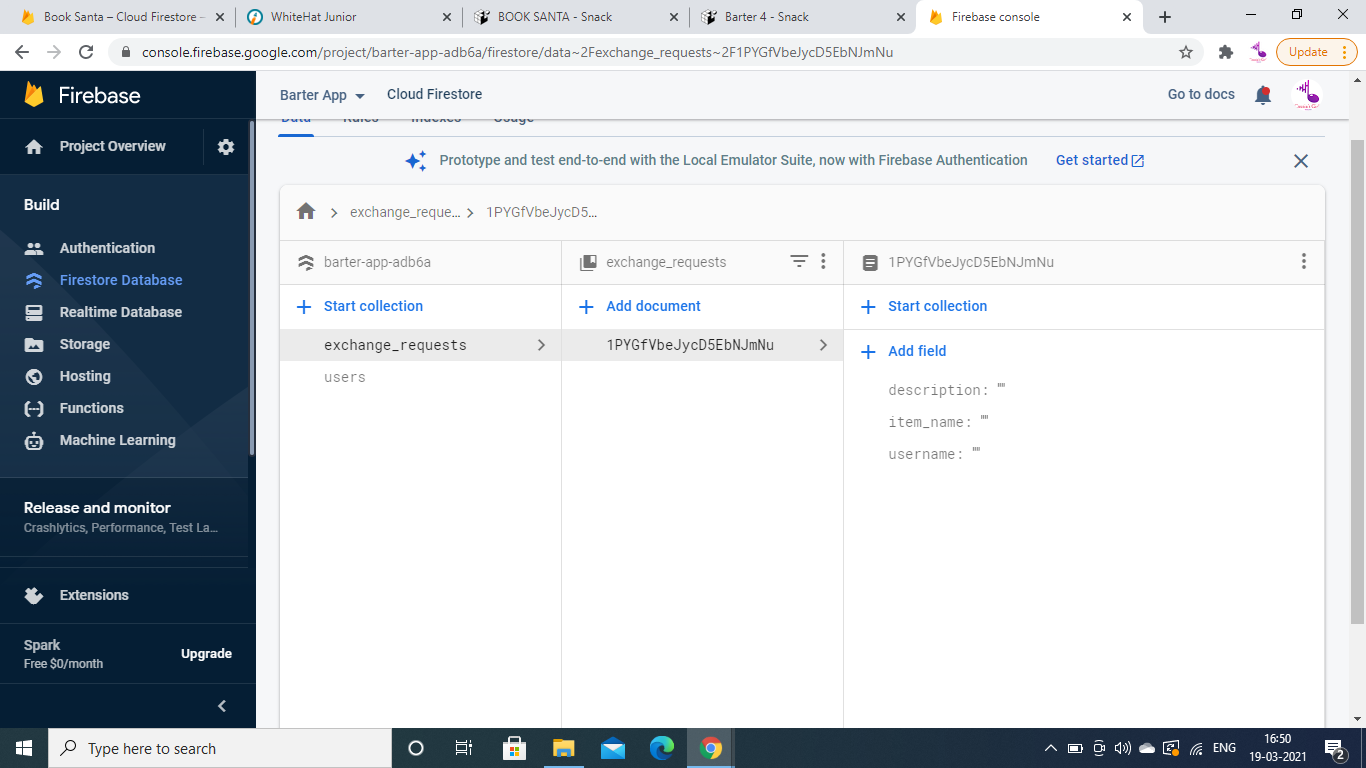 Book Santa – Cloud Firestore –
WhiteHat Junior
BOOK SANTA - Snack
Barter 4 - Snack
Firebase console
console.firebase.google.com/project/barter-app-adb6a/firestore/data~2Fexchange_requests~2F1PYGfVbeJycD5EbNJmNu
Update
Firebase
Barter App
Cloud Firestore
Go to docs
Data Rules Indexes Usage
Project Overview
Prototype and test end-to-end with the Local Emulator Suite, now with Firebase Authentication
Get started
Build
Authentication
Firestore Database
Realtime Database
Storage
Hosting
Functions
Machine Learning
Release and monitor
Crashlytics, Performance, Test La...
Extensions
Spark
Free $0/month
Upgrade
exchange_reque...
1PYGfVbeJycD5...
barter-app-adb6a
exchange_requests
1PYGfVbeJycD5EbNJmNu
+ Start collection
+ Add document
+ Start collection
exchange_requests
users
1PYGfVbeJycD5EbNJmNu
+ Add field
description: ""
item_name: ""
username: ""
Type here to search
ENG
16:50
19-03-2021
2